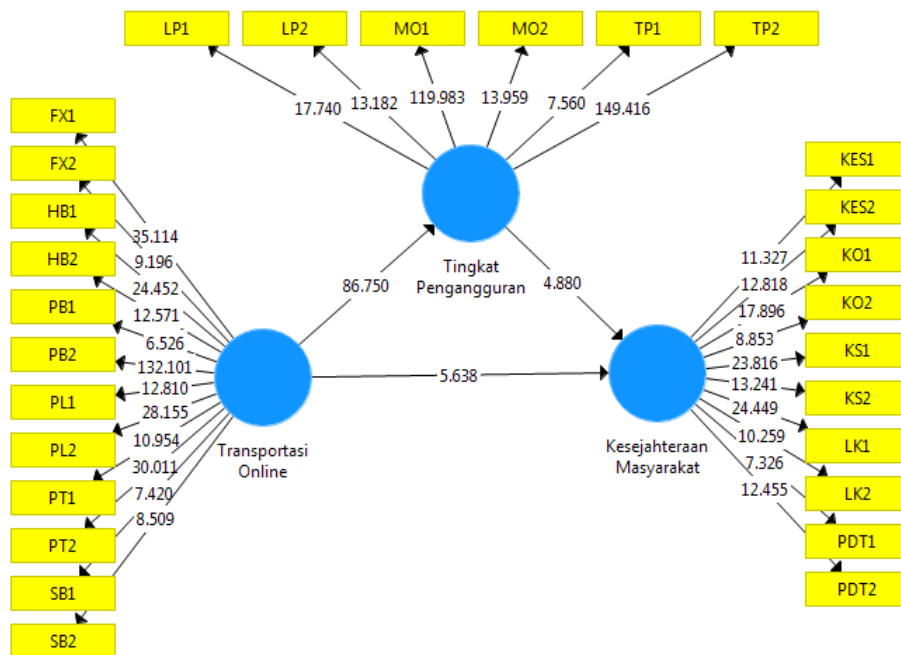 LP1 LP2 MO1 MO2 TP1 TP2
17.740 13.182 119.983 13.959 7.560 149.416
FX1
FX2
HB1
HB2
PB1
PB2
PL1
PL2
PT1
PT2
SB1
SB2
35.114
9.196
24.452
12.571
6.526
132.101
12.810
28.155
10.954
30.011
7.420
8.509
Transportasi
Online
86.750
Tingkat
Pengangguran
4.880
5.638
Kesejahteraan
Masyarakat
11.327
12.818
17.896
8.853
23.816
13.241
24.449
10.259
7.326
12.455
KES1
KES2
KO1
KO2
KS1
KS2
LK1
LK2
PDT1
PDT2